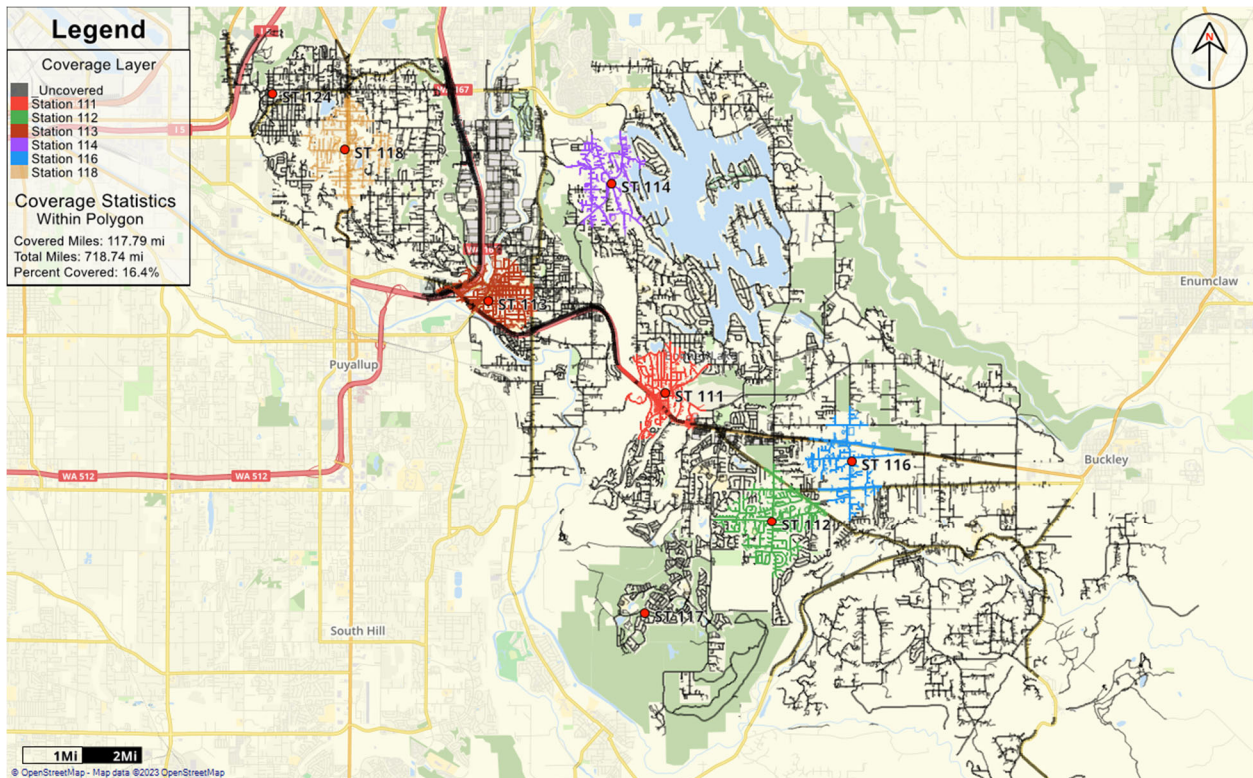 Legend
Coverage Layer
Uncovered
Station 111
Station 112
Station 113
Station 114
Station 116
Station 118
Coverage Statistics
Within Polygon
Covered Miles: 117.79 mi
Total Miles: 718.74 mi
Percent Covered: 16.4%
N
I 5
ST 124
ST 118
ST 114
ST 113
Enumclaw
Puyallup
ST 111
Buckley
ST 116
WA 512
WA 512
ST 112
ST 117
South Hill
1Mi
2Mi
© OpenStreetMap - Map data ©2023 OpenStreetMap